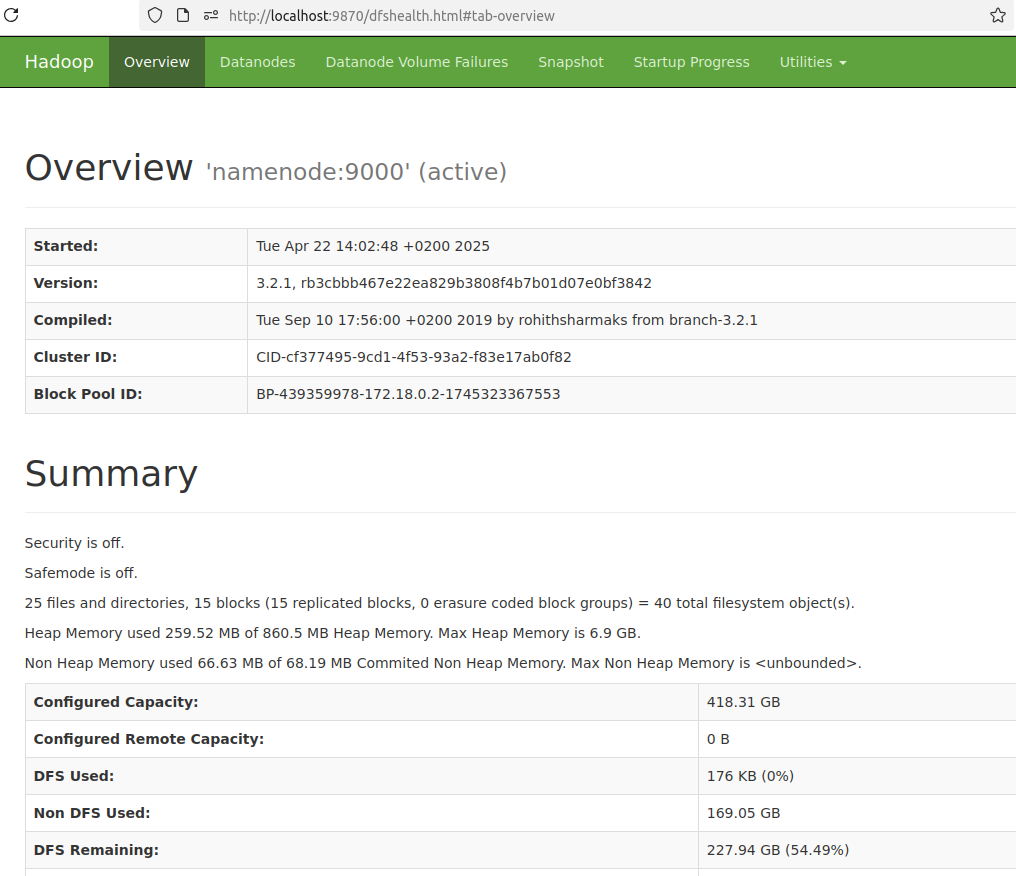 http://localhost:9870/dfshealth.html#tab-overview
Hadoop Overview Datanodes Datanode Volume Failures Snapshot Startup Progress Utilities
Overview 'namenode:9000' (active)
Started: Tue Apr 22 14:02:48 +0200 2025
Version: 3.2.1, rb3cbbb467e22ea829b3808f4b7b01d07e0bf3842
Compiled: Tue Sep 10 17:56:00 +0200 2019 by rohithsharmaks from branch-3.2.1
Cluster ID: CID-cf377495-9cd1-4f53-93a2-f83e17ab0f82
Block Pool ID: BP-439359978-172.18.0.2-1745323367553
Summary
Security is off.
Safemode is off.
25 files and directories, 15 blocks (15 replicated blocks, 0 erasure coded block groups) = 40 total filesystem object(s).
Heap Memory used 259.52 MB of 860.5 MB Heap Memory. Max Heap Memory is 6.9 GB.
Non Heap Memory used 66.63 MB of 68.19 MB Commited Non Heap Memory. Max Non Heap Memory is <unbounded>.
Configured Capacity: 418.31 GB
Configured Remote Capacity: 0 B
DFS Used: 176 KB (0%)
Non DFS Used: 169.05 GB
DFS Remaining: 227.94 GB (54.49%)